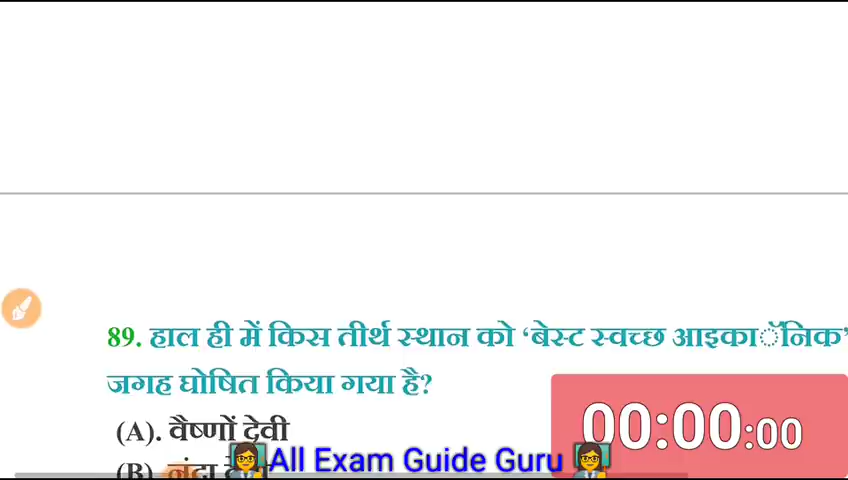 89. हाल ही में किस तीर्थ स्थान को ‘बेस्ट स्वच्छ आइकाॅनिक’
जगह घोषित किया गया है?
(A). वैष्णों देवी
00:00:00
(B) नंदा
All Exam Guide Guru